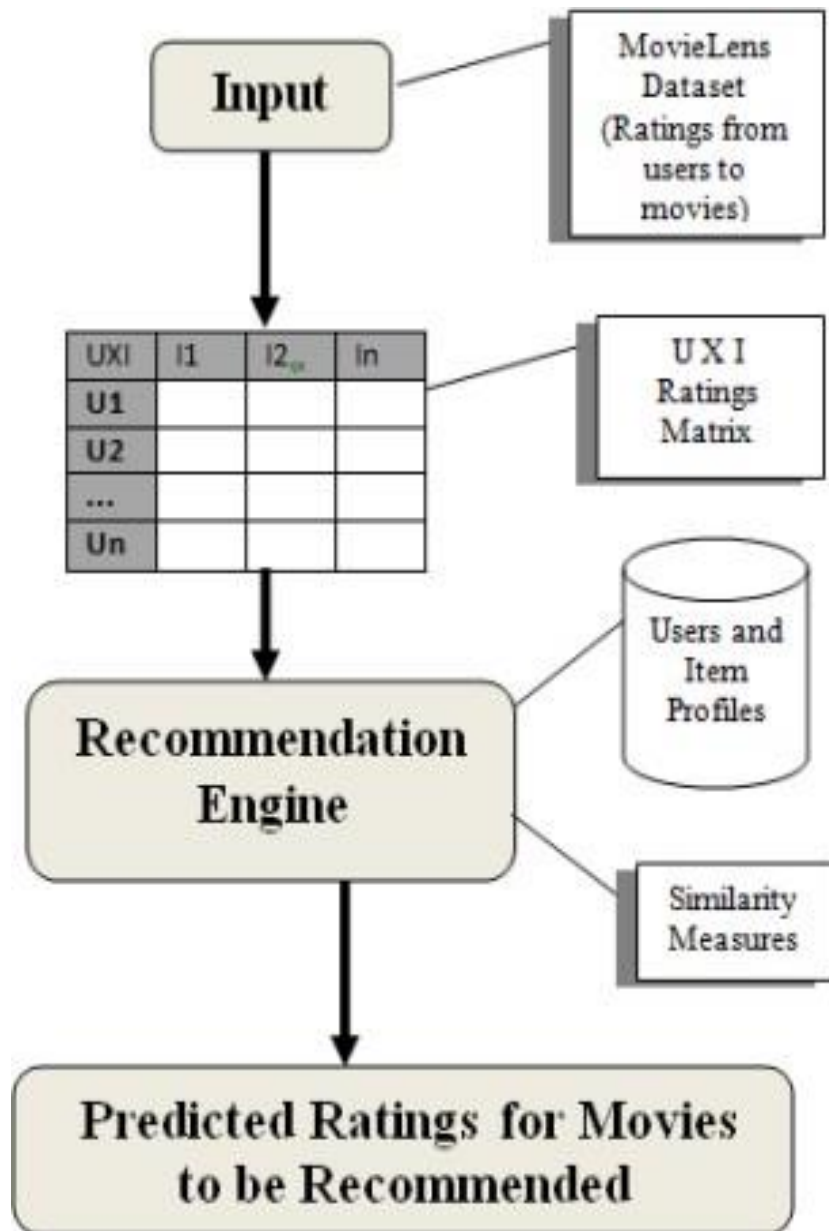 Input
MovieLens
Dataset
(Ratings from
users to
movies)
UXI I1 I2 In
U1
U2
...
Un
U X I
Ratings
Matrix
Users and
Item
Profiles
Recommendation
Engine
Similarity
Measures
Predicted Ratings for Movies
to be Recommended